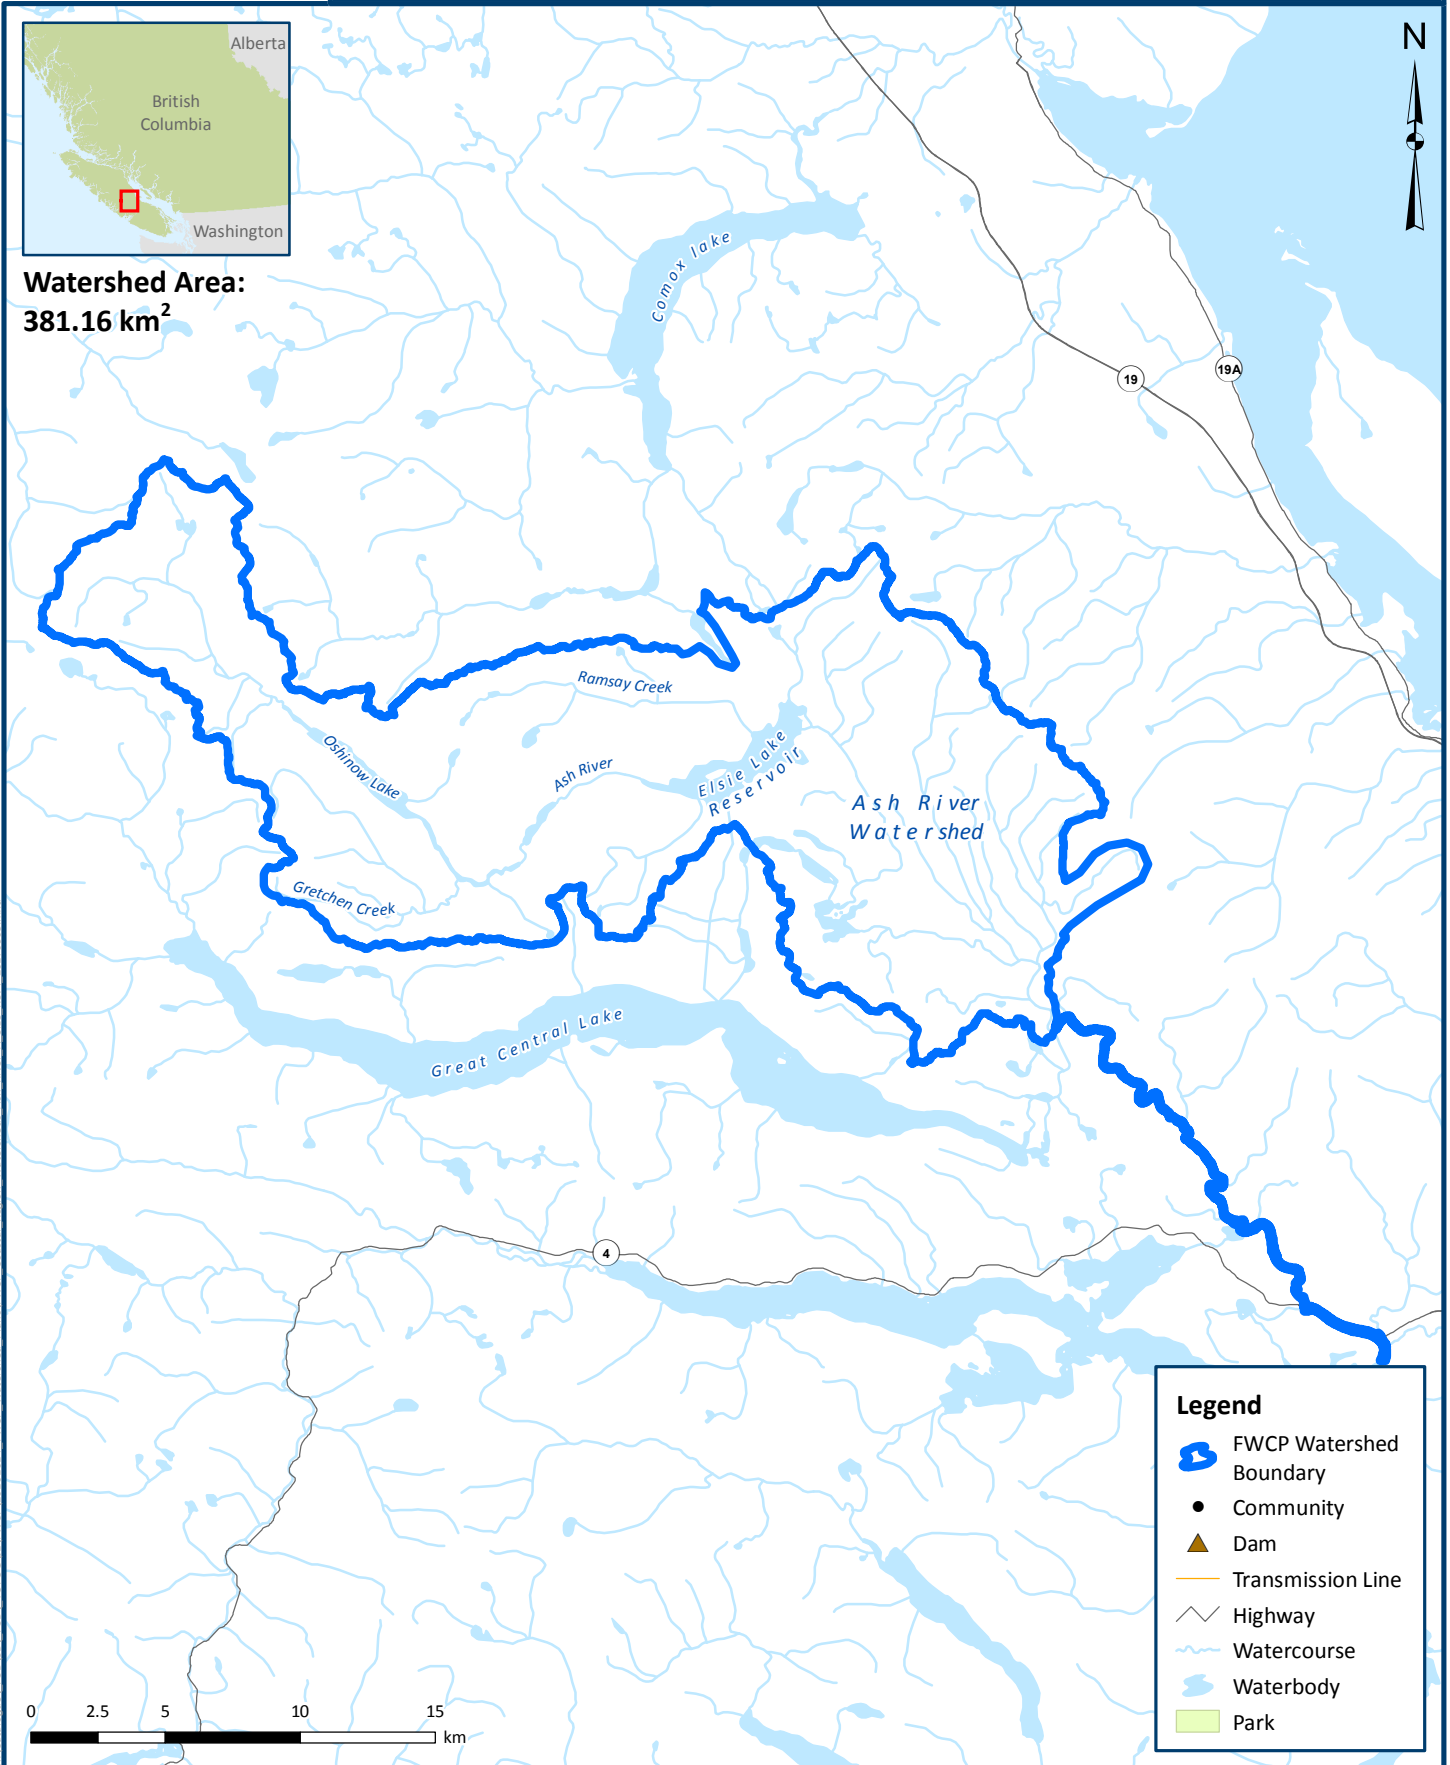 Alberta
British
Columbia
Washington
N
Watershed Area:
381.16 km²
Comox lake
19
19A
Ramsay Creek
Oshinow Lake
Ash River
Elsie Lake
Reservoir
Ash River
Watershed
Gretchen Creek
Great Central Lake
4
Legend
FWCP Watershed
Boundary
Community
Dam
Transmission Line
Highway
Watercourse
Waterbody
Park
0 2.5 5 10 15
km